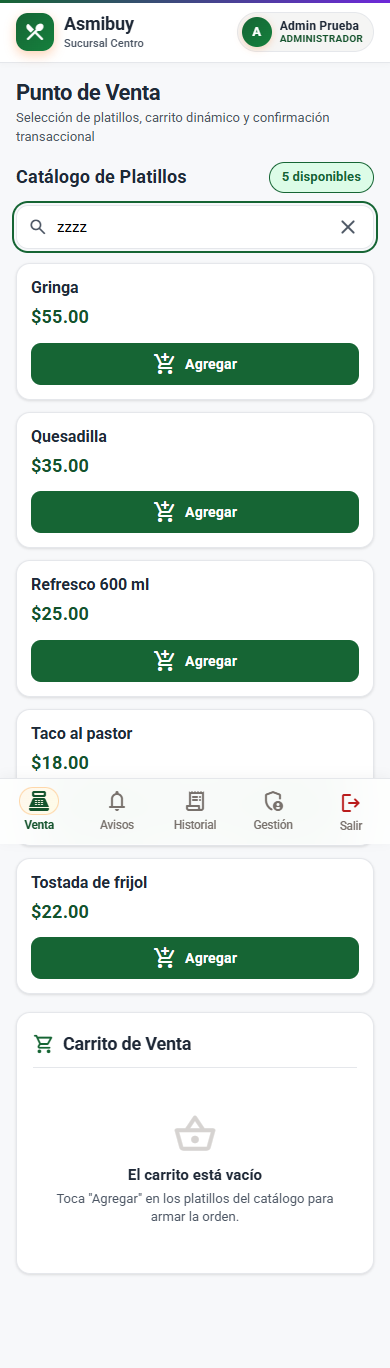 Asmibuy
Sucursal Centro
A
Admin Prueba
ADMINISTRADOR
Punto de Venta
Selección de platillos, carrito dinámico y confirmación
transaccional
Catálogo de Platillos
5 disponibles
zzzz
Gringa
$55.00
Agregar
Quesadilla
$35.00
Agregar
Refresco 600 ml
$25.00
Agregar
Taco al pastor
$18.00
Venta
Avisos
Historial
Gestión
Salir
Tostada de frijol
$22.00
Agregar
Carrito de Venta
El carrito está vacío
Toca "Agregar" en los platillos del catálogo para
armar la orden.